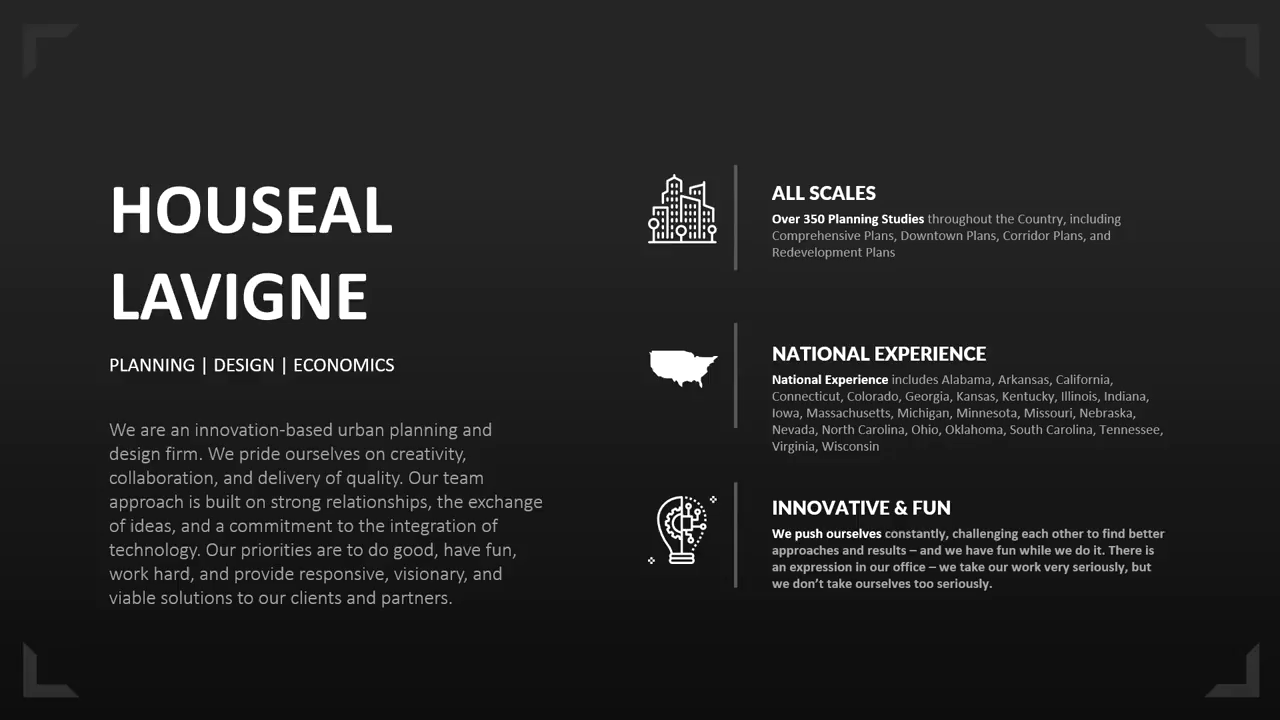 HOUSEAL
LAVIGNE
PLANNING | DESIGN | ECONOMICS
We are an innovation-based urban planning and
design firm. We pride ourselves on creativity,
collaboration, and delivery of quality. Our team
approach is built on strong relationships, the exchange
of ideas, and a commitment to the integration of
technology. Our priorities are to do good, have fun,
work hard, and provide responsive, visionary, and
viable solutions to our clients and partners.
ALL SCALES
Over 350 Planning Studies throughout the Country, including
Comprehensive Plans, Downtown Plans, Corridor Plans, and
Redevelopment Plans
NATIONAL EXPERIENCE
National Experience includes Alabama, Arkansas, California,
Connecticut, Colorado, Georgia, Kansas, Kentucky, Illinois, Indiana,
Iowa, Massachusetts, Michigan, Minnesota, Missouri, Nebraska,
Nevada, North Carolina, Ohio, Oklahoma, South Carolina, Tennessee,
Virginia, Wisconsin
INNOVATIVE & FUN
We push ourselves constantly, challenging each other to find better
approaches and results – and we have fun while we do it. There is
an expression in our office – we take our work very seriously, but
we don’t take ourselves too seriously.